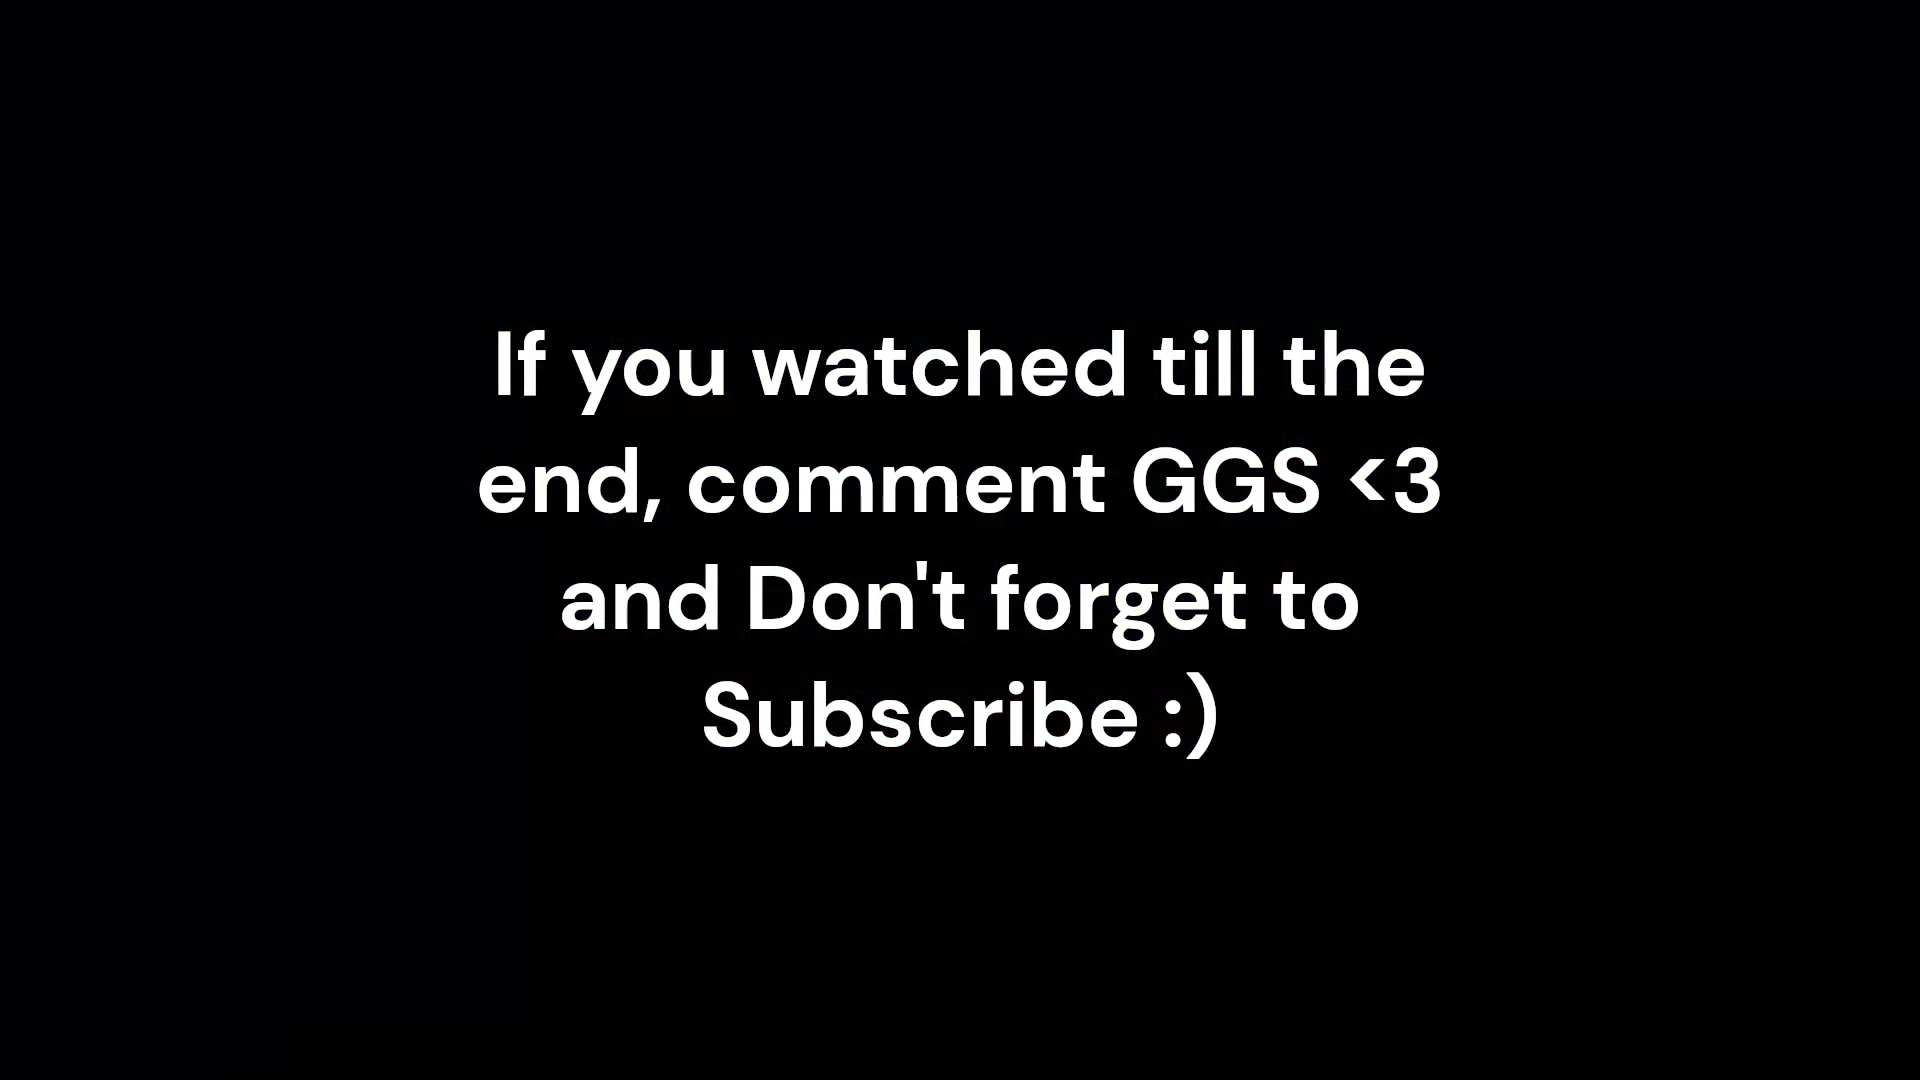 If you watched till the
end, comment GGS <3
and Don't forget to
Subscribe :)